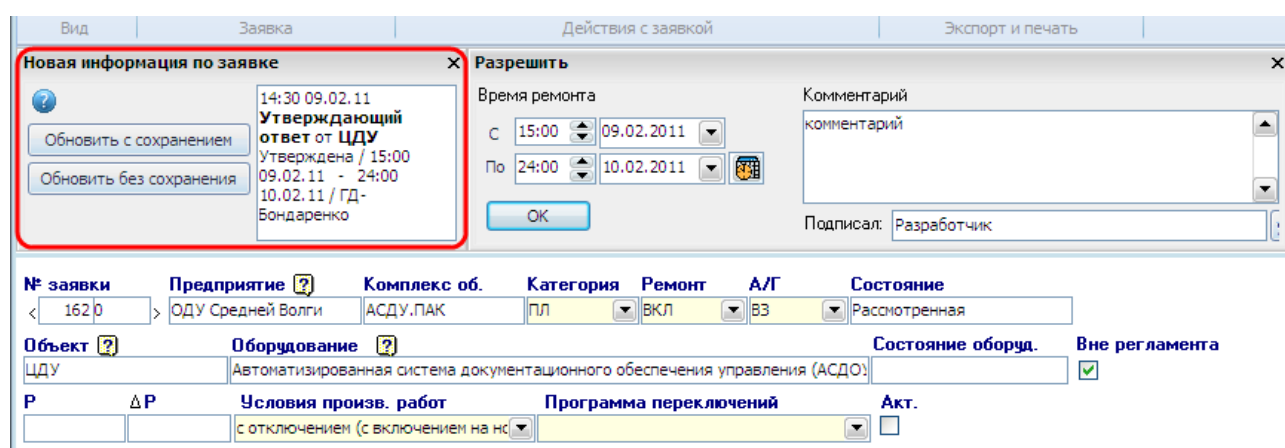 Вид Заявка Действия с заявкой Экспорт и печать
Новая информация по заявке
14:30 09.02.11
Утверждающий
ответ от ЦДУ
Утверждена / 15:00
09.02.11 - 24:00
10.02.11 / ГД-
Бондаренко
Обновить с сохранением
Обновить без сохранения
Разрешить
Время ремонта
С 15:00 09.02.2011
По 24:00 10.02.2011
OK
Комментарий
комментарий
Подписал: Разработчик
№ заявки Предприятие Комплекс об. Категория Ремонт А/Г Состояние
< 162 0 > ОДУ Средней Волги АСДУ.ПАК ПЛ ВКЛ ВЗ Рассмотренная
Объект Оборудование Состояние оборуд. Вне регламента
ЦДУ Автоматизированная система документационного обеспечения управления (АСДОУ
P ΔP Условия произв. работ Программа переключений Акт.
с отключением (с включением на но